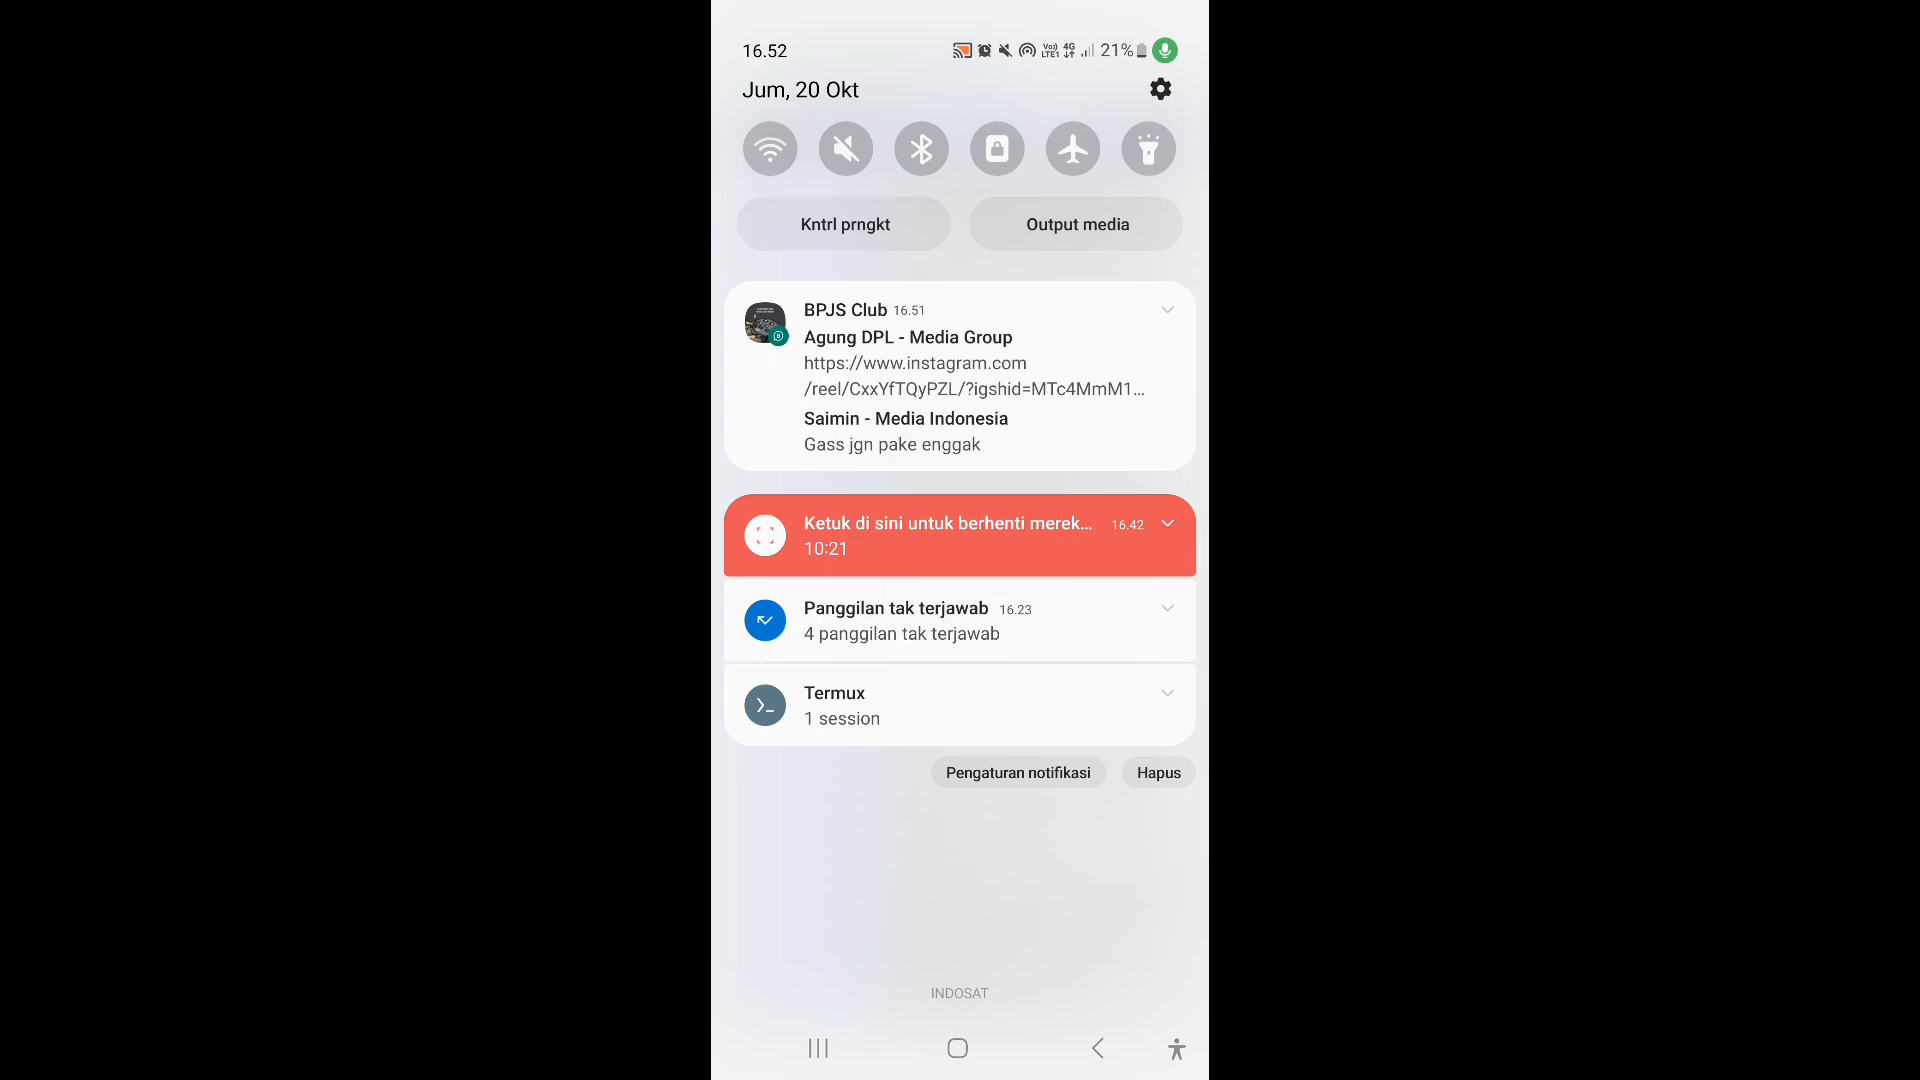 16.52
Vo)) 4G
LTE1
21%
Jum, 20 Okt
Kntrl prngkt
Output media
BPJS Club 16.51
Agung DPL - Media Group
https://www.instagram.com
/reel/CxxYfTQyPZL/?igshid=MTc4MmM1...
Saimin - Media Indonesia
Gass jgn pake enggak
Ketuk di sini untuk berhenti merek... 16.42
10:21
Panggilan tak terjawab 16.23
4 panggilan tak terjawab
Termux
1 session
Pengaturan notifikasi
Hapus
INDOSAT